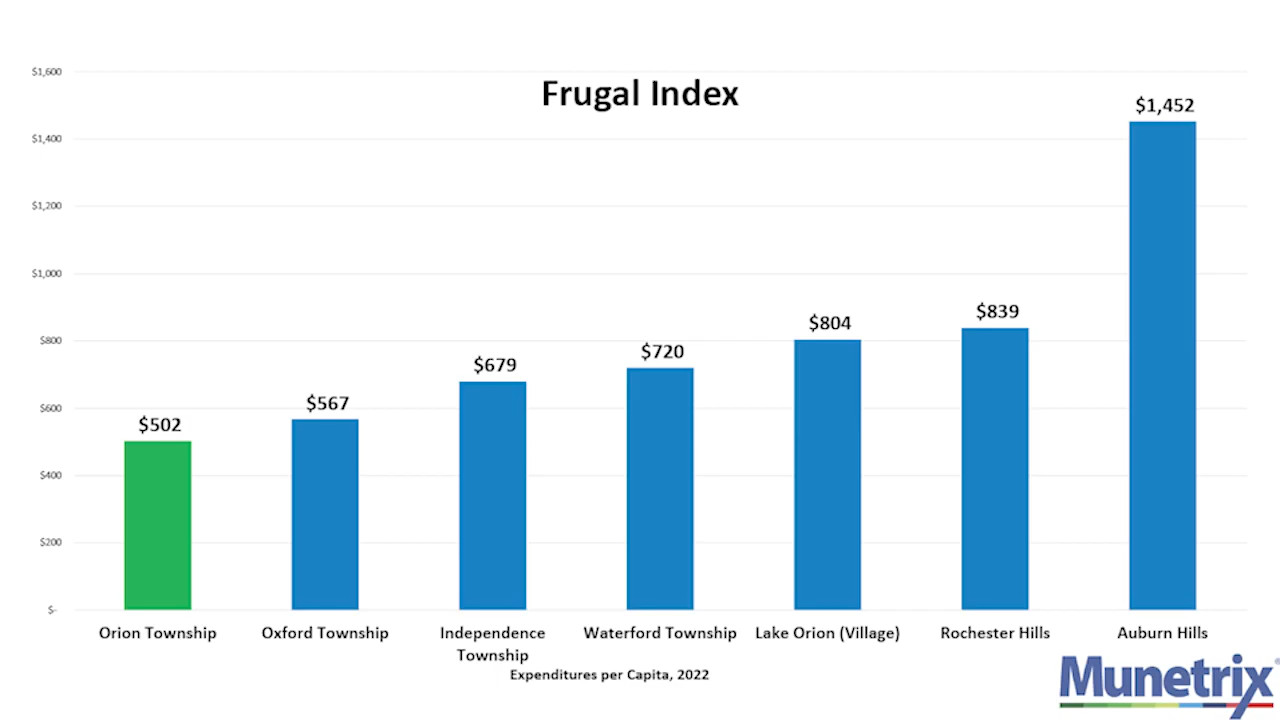 Frugal Index
$1,600
$1,400
$1,200
$1,000
$800
$600
$400
$200
$-
$502
$567
$679
$720
$804
$839
$1,452
Orion Township
Oxford Township
Independence
Township
Waterford Township
Lake Orion (Village)
Rochester Hills
Auburn Hills
Expenditures per Capita, 2022
Munetrix®